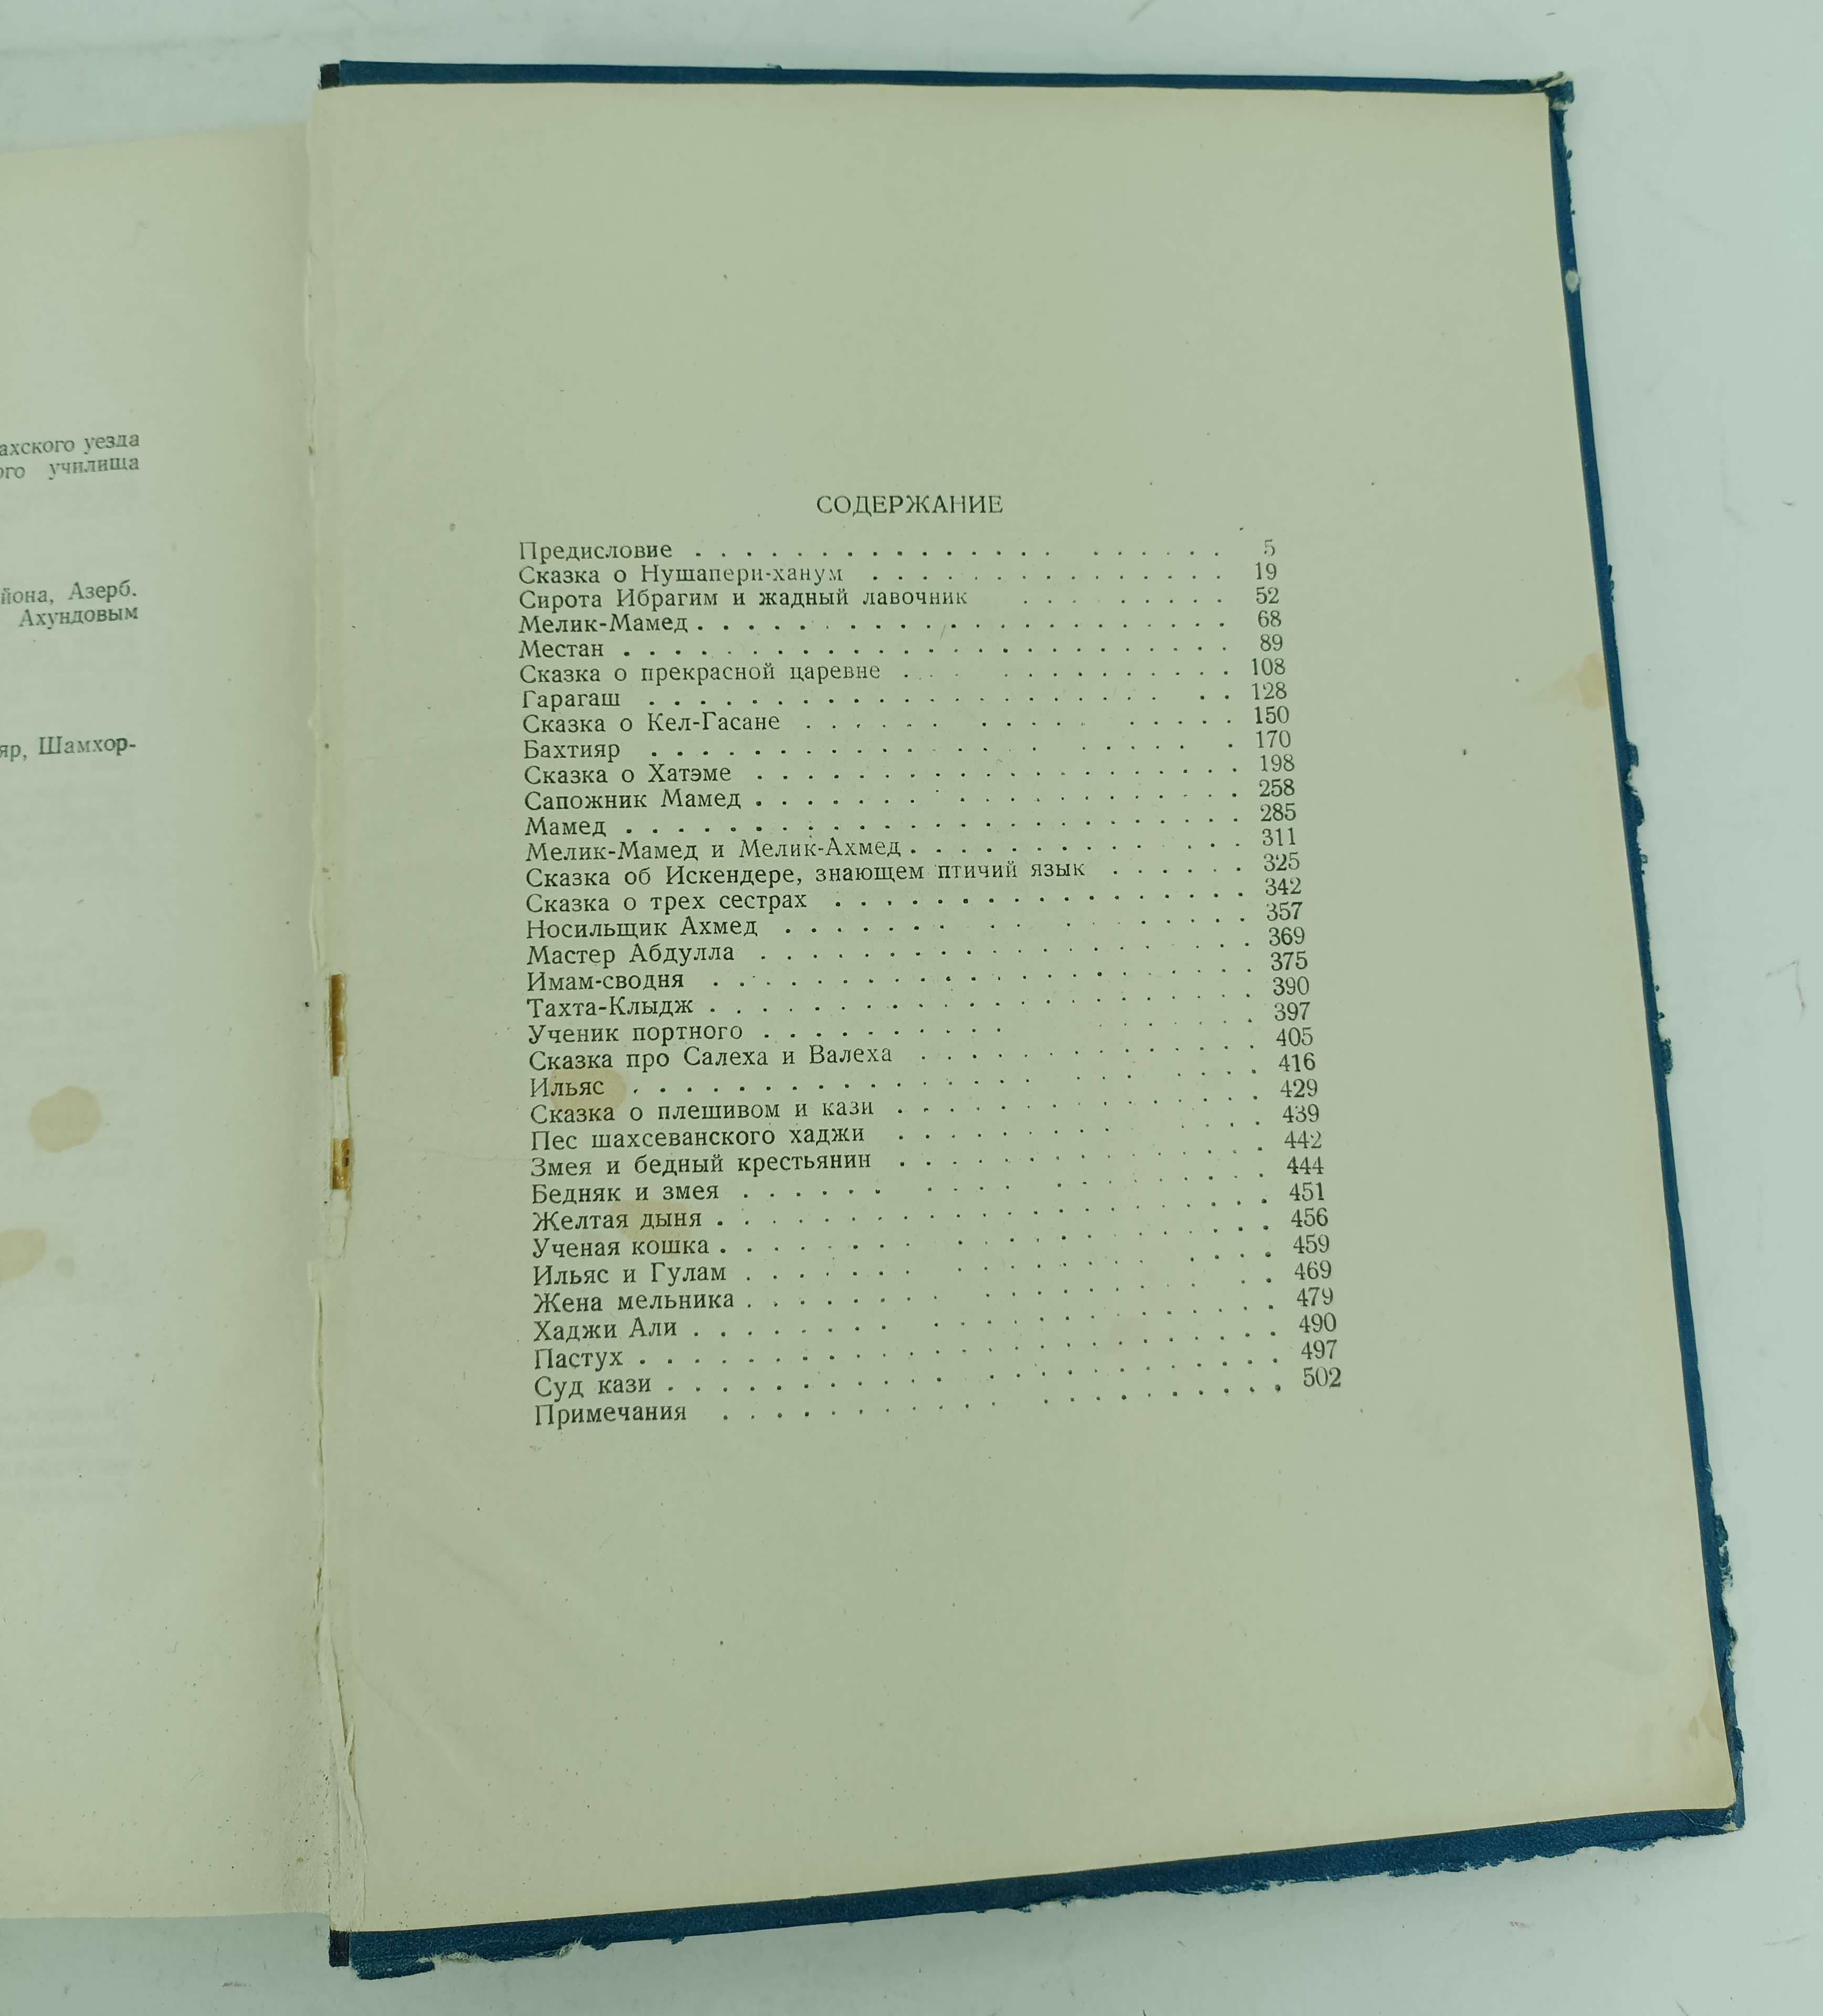 ахского уезда
ого училища
йона, Азерб.
Ахундовым
яр, Шамхор-
СОДЕРЖАНИЕ
Предисловие . . . . . . . . . . 5
Сказка о Нушапери-ханум . . . . . . . . . . 19
Сирота Ибрагим и жадный лавочник . . . . . . . . . . 52
Мелик-Мамед . . . . . . . . . . 68
Местан . . . . . . . . . . 89
Сказка о прекрасной царевне . . . . . . . . . . 108
Гарагаш . . . . . . . . . . 128
Сказка о Кел-Гасане . . . . . . . . . . 150
Бахтияр . . . . . . . . . . 170
Сказка о Хатэме . . . . . . . . . . 198
Сапожник Мамед . . . . . . . . . . 258
Мамед . . . . . . . . . . 285
Мелик-Мамед и Мелик-Ахмед . . . . . . . . . . 311
Сказка об Искендере, знающем птичий язык . . . . . . 325
Сказка о трех сестрах . . . . . . . . . . 342
Носильщик Ахмед . . . . . . . . . . 357
Мастер Абдулла . . . . . . . . . . 369
Имам-сводня . . . . . . . . . . 375
Тахта-Клыдж . . . . . . . . . . 390
Ученик портного . . . . . . . . . . 397
Сказка про Салеха и Валеха . . . . . . . . . . 405
Ильяс . . . . . . . . . . 416
Сказка о плешивом и кази . . . . . . . . . . 429
Пес шахсеванского хаджи . . . . . . . . . . 439
Змея и бедный крестьянин . . . . . . . . . . 442
Бедняк и змея . . . . . . . . . . 444
Желтая дыня . . . . . . . . . . 451
Ученая кошка . . . . . . . . . . 456
Ильяс и Гулам . . . . . . . . . . 459
Жена мельника . . . . . . . . . . 469
Хаджи Али . . . . . . . . . . 479
Пастух . . . . . . . . . . 490
Суд кази . . . . . . . . . . 497
Примечания . . . . . . . . . . 502